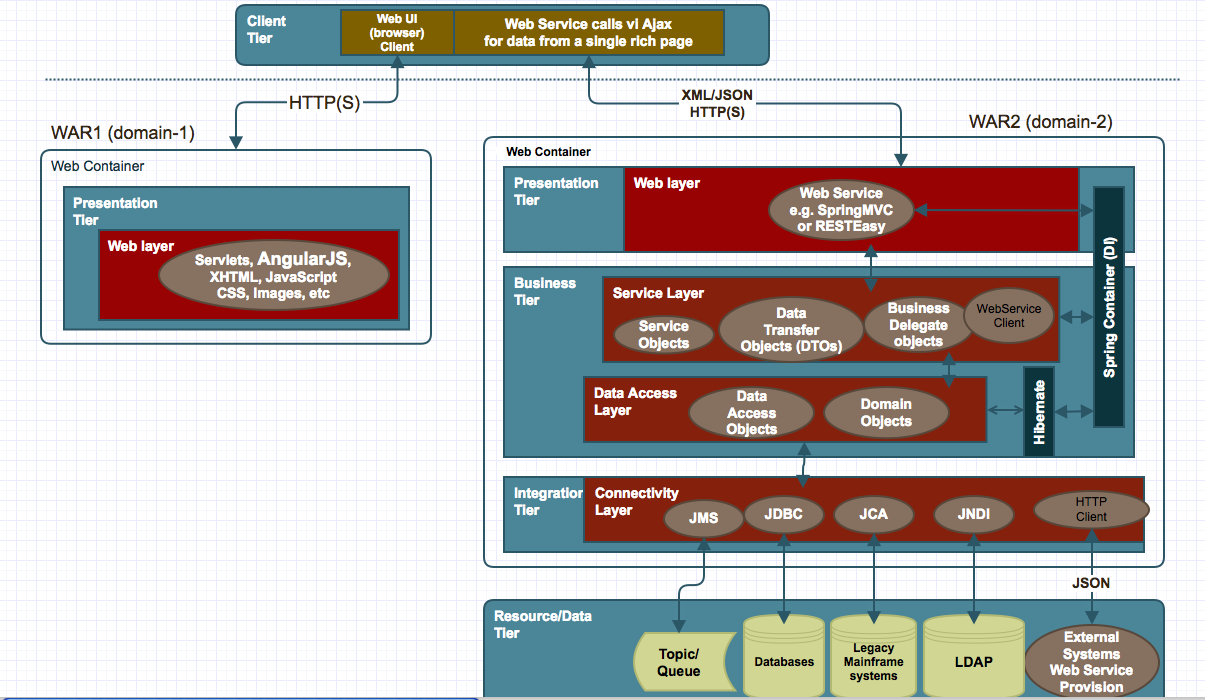 Client
Tier
Web UI
(browser)
Client
Web Service calls vi Ajax
for data from a single rich page
HTTP(S)
XML/JSON
HTTP(S)
WAR1 (domain-1)
Web Container
Presentation
Tier
Web layer
Servlets, AngularJS,
XHTML, JavaScript
CSS, Images, etc
WAR2 (domain-2)
Web Container
Presentation
Tier
Web layer
Web Service
e.g. SpringMVC
or RESTEasy
Spring Container (DI)
Business
Tier
Service Layer
Service
Objects
Data
Transfer
Objects (DTOs)
Business
Delegate
objects
WebService
Client
Data Access
Layer
Data
Access
Objects
Domain
Objects
Hibernate
Integration
Tier
Connectivity
Layer
JMS
JDBC
JCA
JNDI
HTTP
Client
JSON
Resource/Data
Tier
Topic/
Queue
Databases
Legacy
Mainframe
systems
LDAP
External
Systems
Web Service
Provision